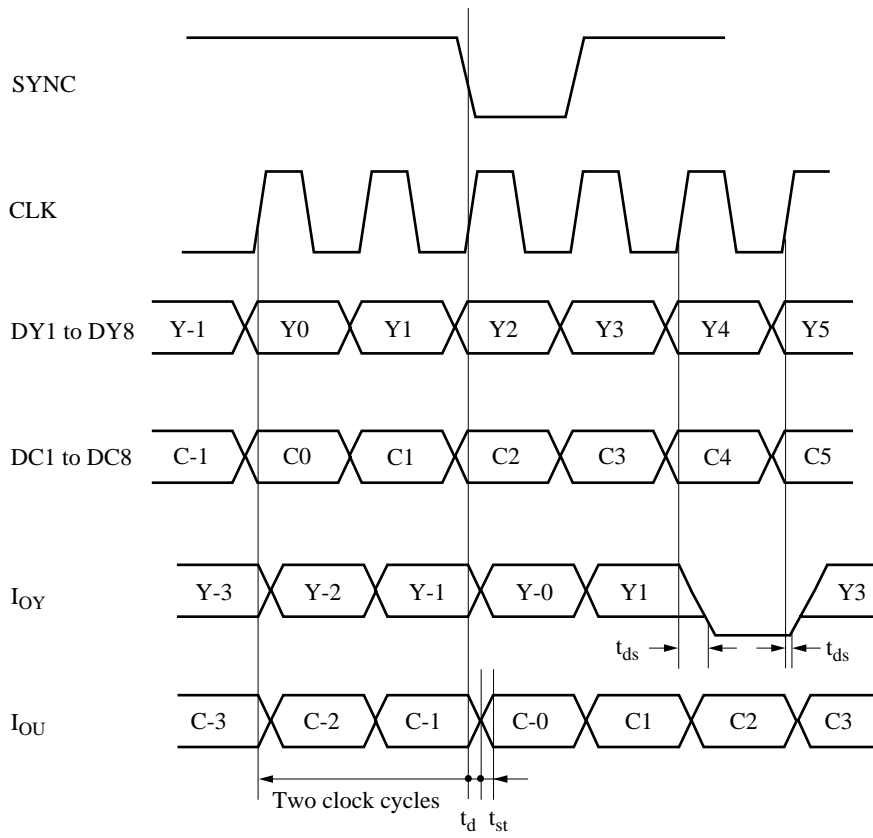 SYNC
CLK
DY1 to DY8 Y-1 Y0 Y1 Y2 Y3 Y4 Y5
DC1 to DC8 C-1 C0 C1 C2 C3 C4 C5
IOY Y-3 Y-2 Y-1 Y-0 Y1 Y3
tds tds
IOU C-3 C-2 C-1 C-0 C1 C2 C3
Two clock cycles
td tst